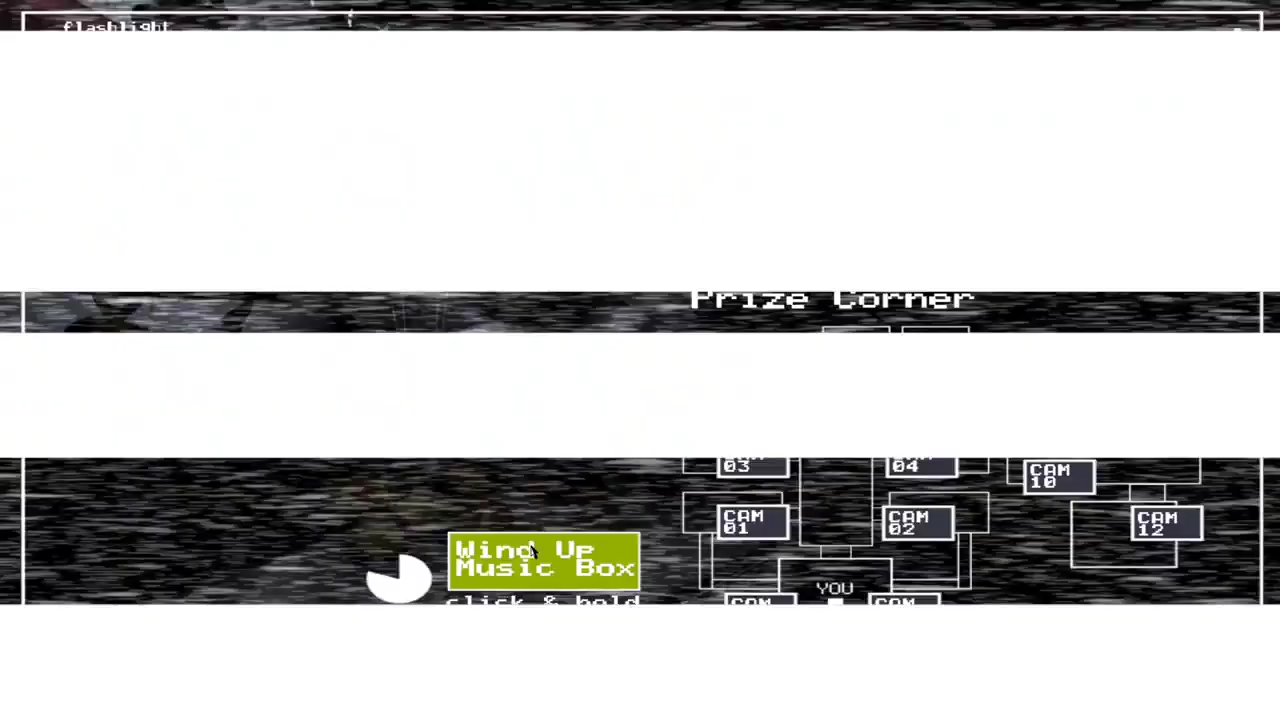 flashlight
Prize Corner
03
04
CAM
10
CAM
01
CAM
02
CAM
12
Wind Up
Music Box
YOU
click & hold
CAM
CAM